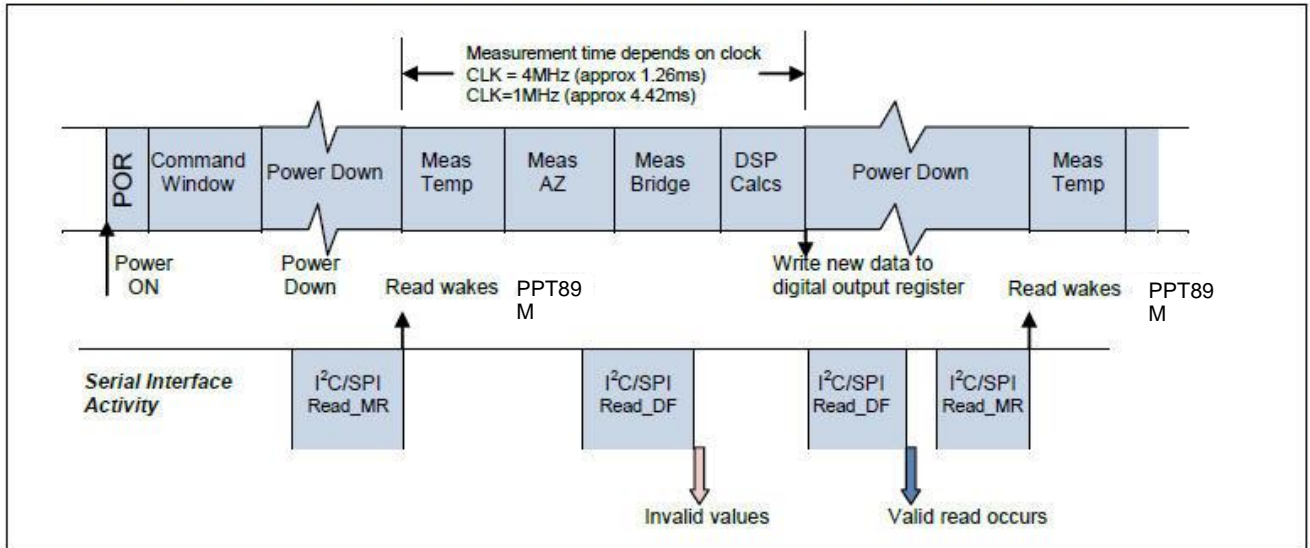 Measurement time depends on clock
CLK = 4MHz (approx 1.26ms)
CLK=1MHz (approx 4.42ms)
POR
Command
Window
Power Down
Meas
Temp
Meas
AZ
Meas
Bridge
DSP
Calcs
Power Down
Meas
Temp
Power
ON
Power
Down
Read wakes PPT89
M
Write new data to
digital output register
Read wakes PPT89
M
Serial Interface
Activity
I²C/SPI
Read_MR
I²C/SPI
Read_DF
I²C/SPI
Read_DF
I²C/SPI
Read_MR
Invalid values
Valid read occurs